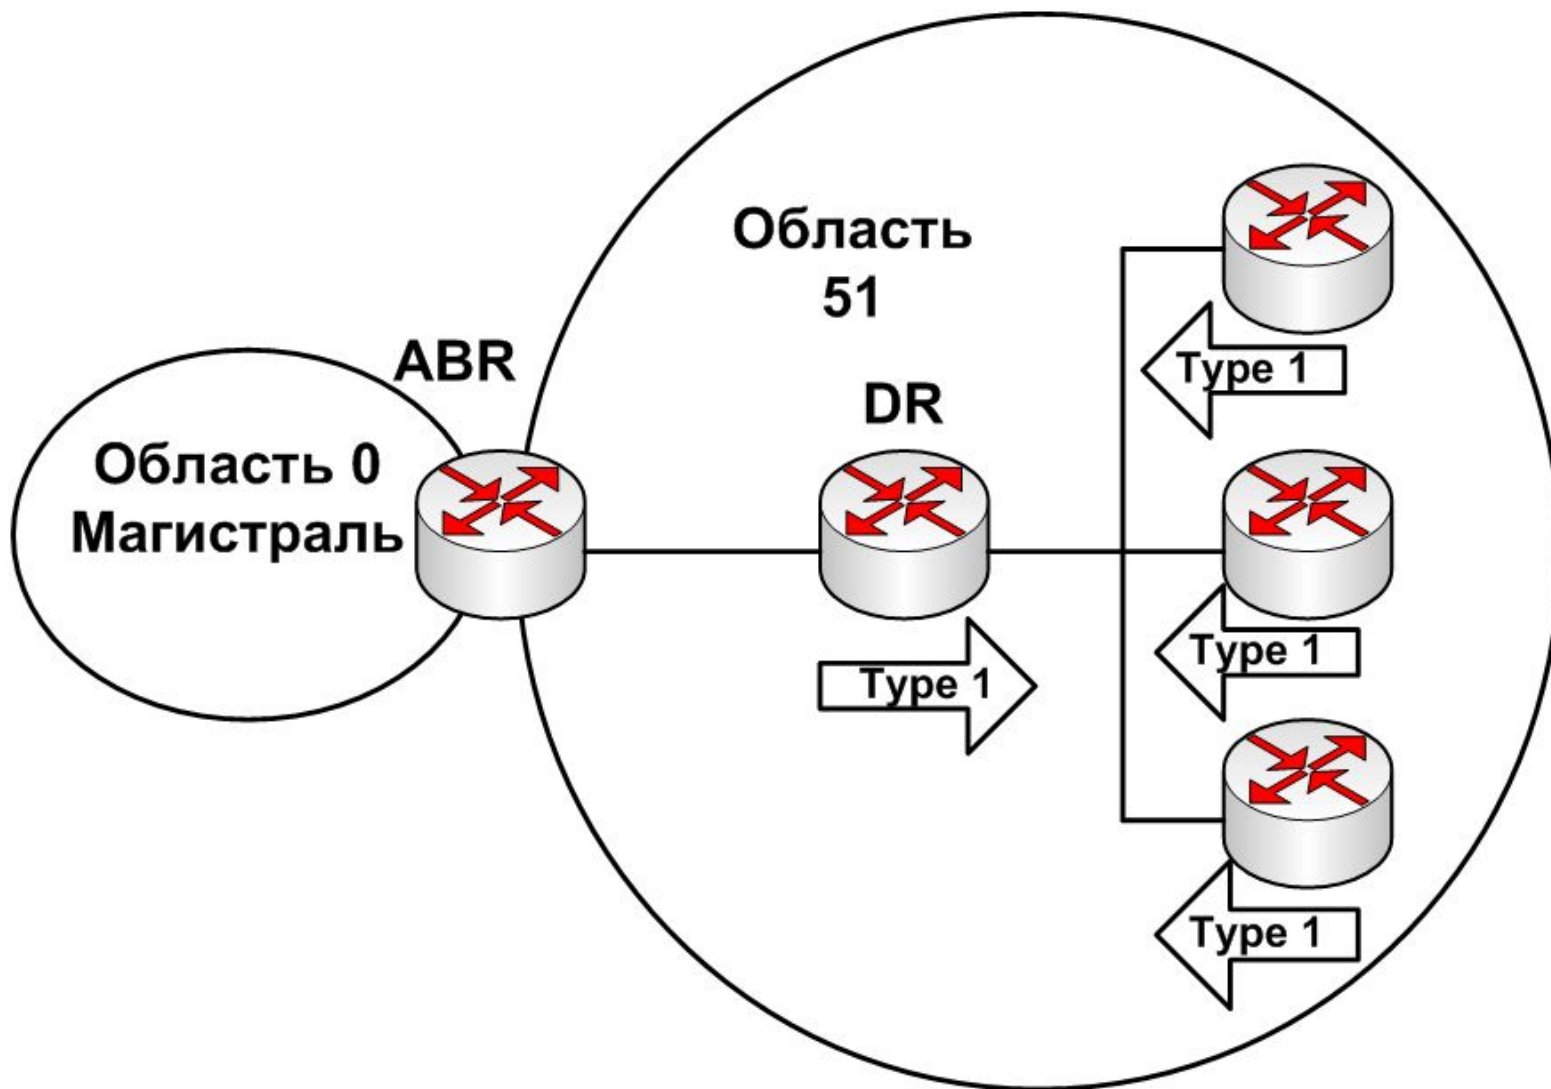 Область
51
ABR
Область 0
Магистраль
DR
Type 1
Type 1
Type 1
Type 1